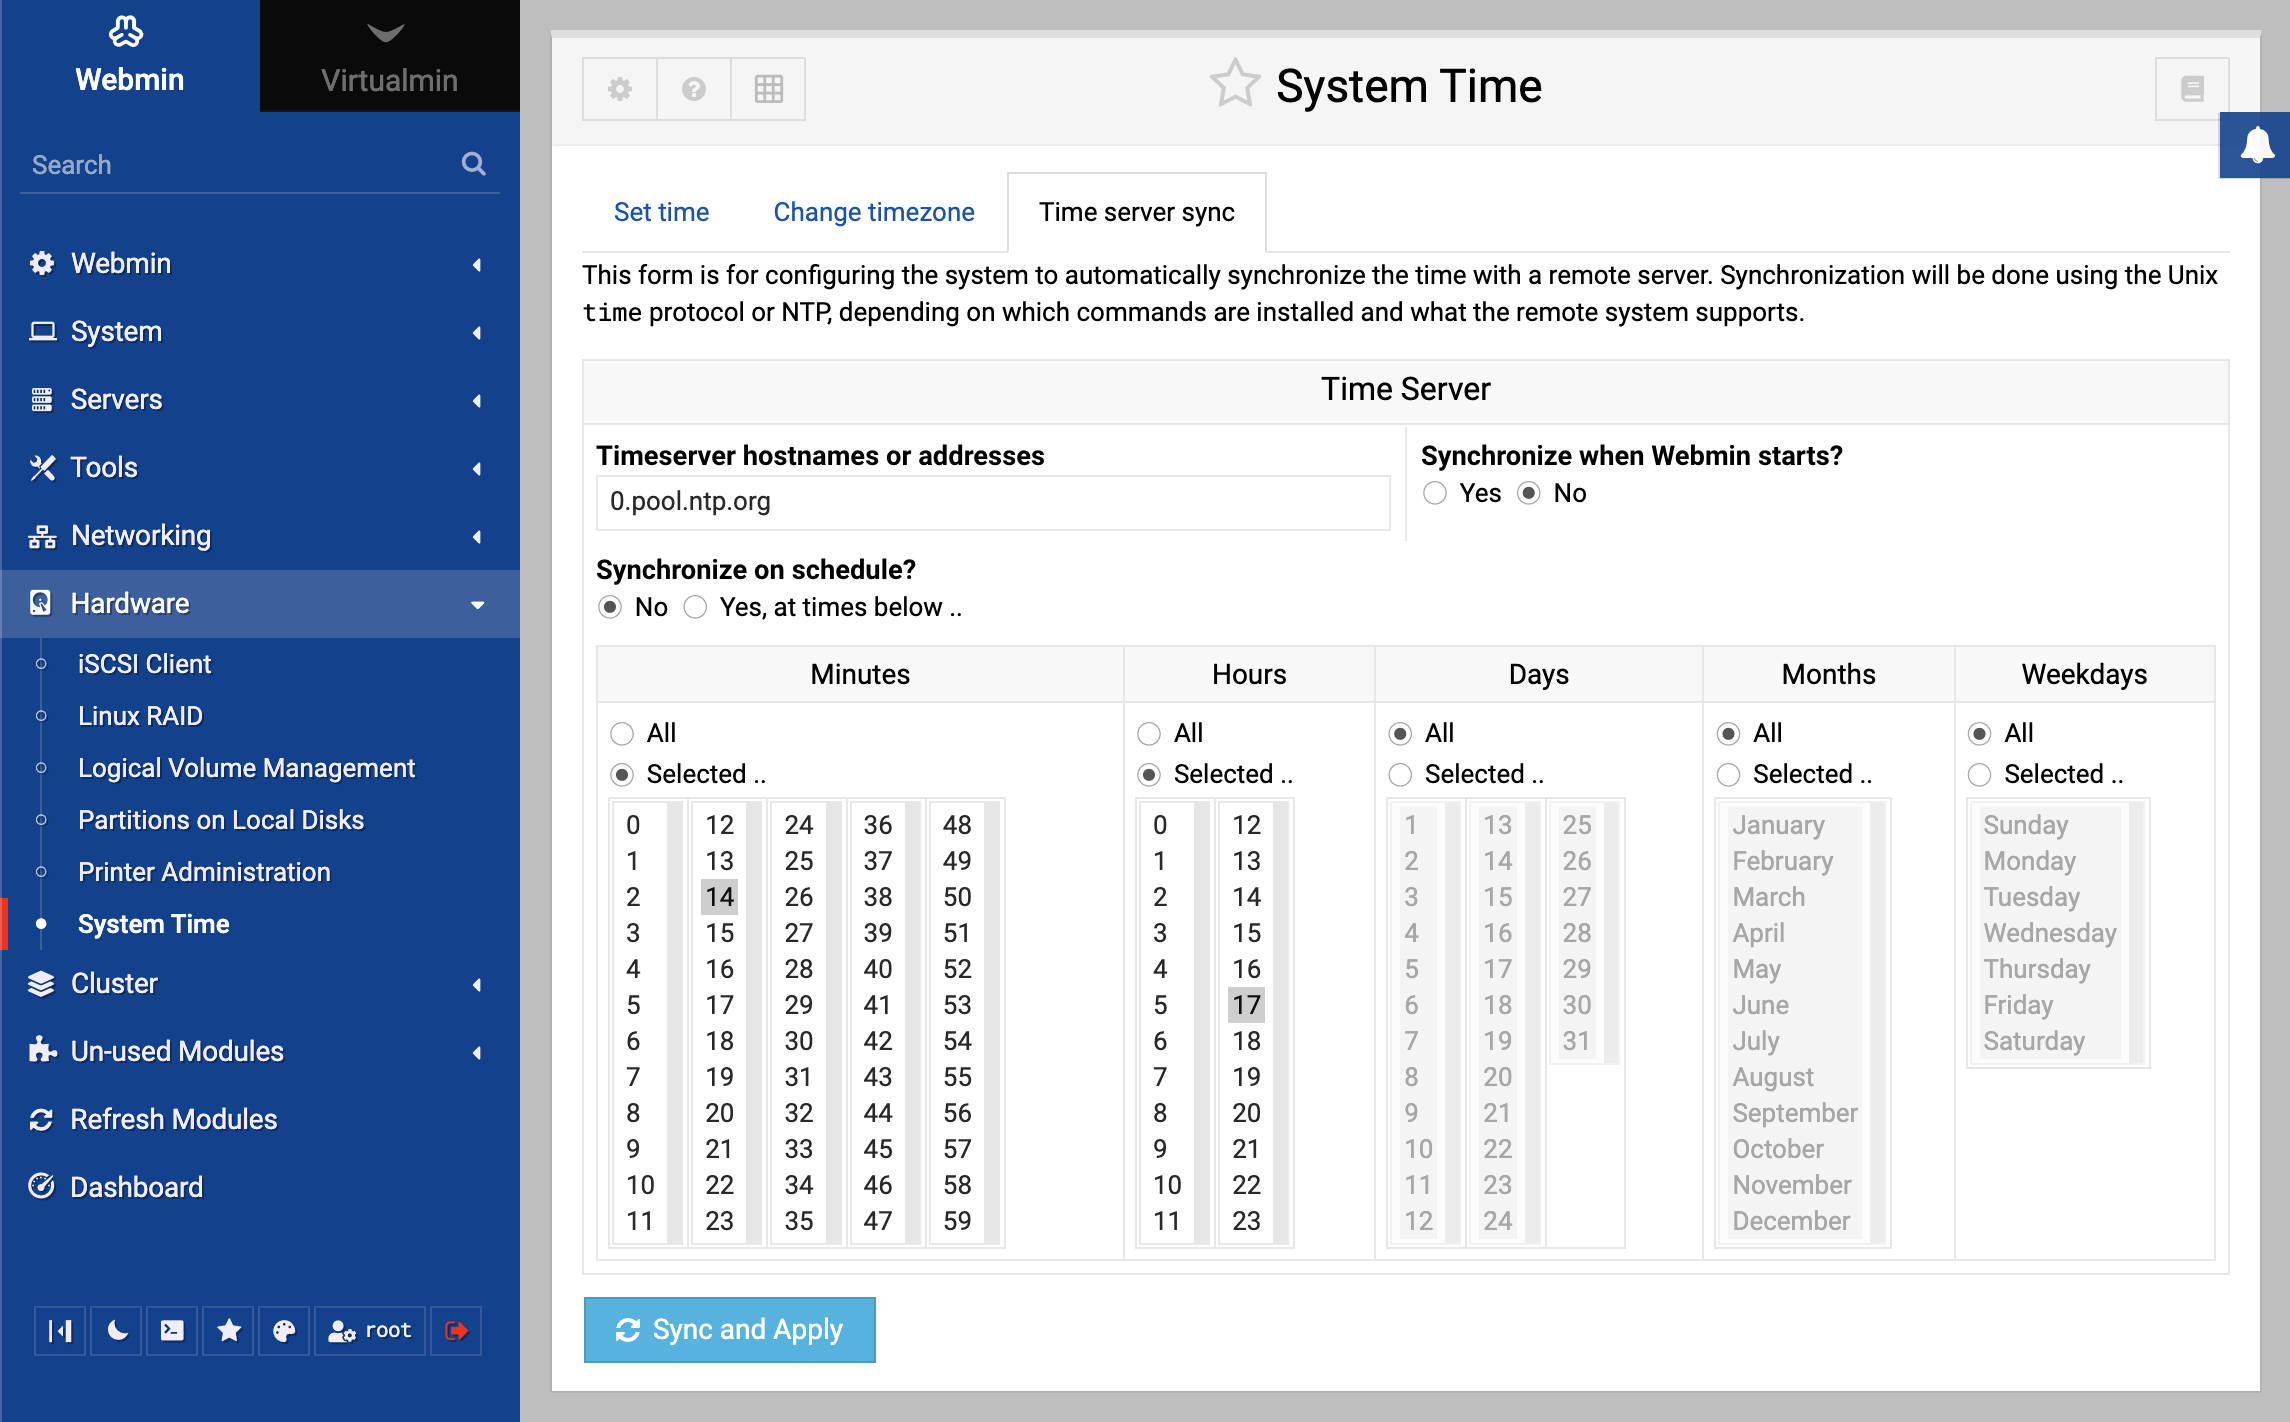 Webmin
Virtualmin
Search
Webmin
System
Servers
Tools
Networking
Hardware
iSCSI Client
Linux RAID
Logical Volume Management
Partitions on Local Disks
Printer Administration
System Time
Cluster
Un-used Modules
Refresh Modules
Dashboard
root
System Time
Set time Change timezone Time server sync
This form is for configuring the system to automatically synchronize the time with a remote server. Synchronization will be done using the Unix
time protocol or NTP, depending on which commands are installed and what the remote system supports.
Time Server
Timeserver hostnames or addresses
0.pool.ntp.org
Synchronize when Webmin starts?
Yes No
Synchronize on schedule?
No Yes, at times below ..
Minutes Hours Days Months Weekdays
All All All All All
Selected .. Selected .. Selected .. Selected .. Selected ..
0 12 24 36 48 0 12 1 13 25 January Sunday
1 13 25 37 49 1 13 2 14 26 February Monday
2 14 26 38 50 2 14 3 15 27 March Tuesday
3 15 27 39 51 3 15 4 16 28 April Wednesday
4 16 28 40 52 4 16 5 17 29 May Thursday
5 17 29 41 53 5 17 6 18 30 June Friday
6 18 30 42 54 6 18 7 19 31 July Saturday
7 19 31 43 55 7 19 8 20 August
8 20 32 44 56 8 20 9 21 September
9 21 33 45 57 9 21 10 22 October
10 22 34 46 58 10 22 11 23 November
11 23 35 47 59 11 23 12 24 December
Sync and Apply